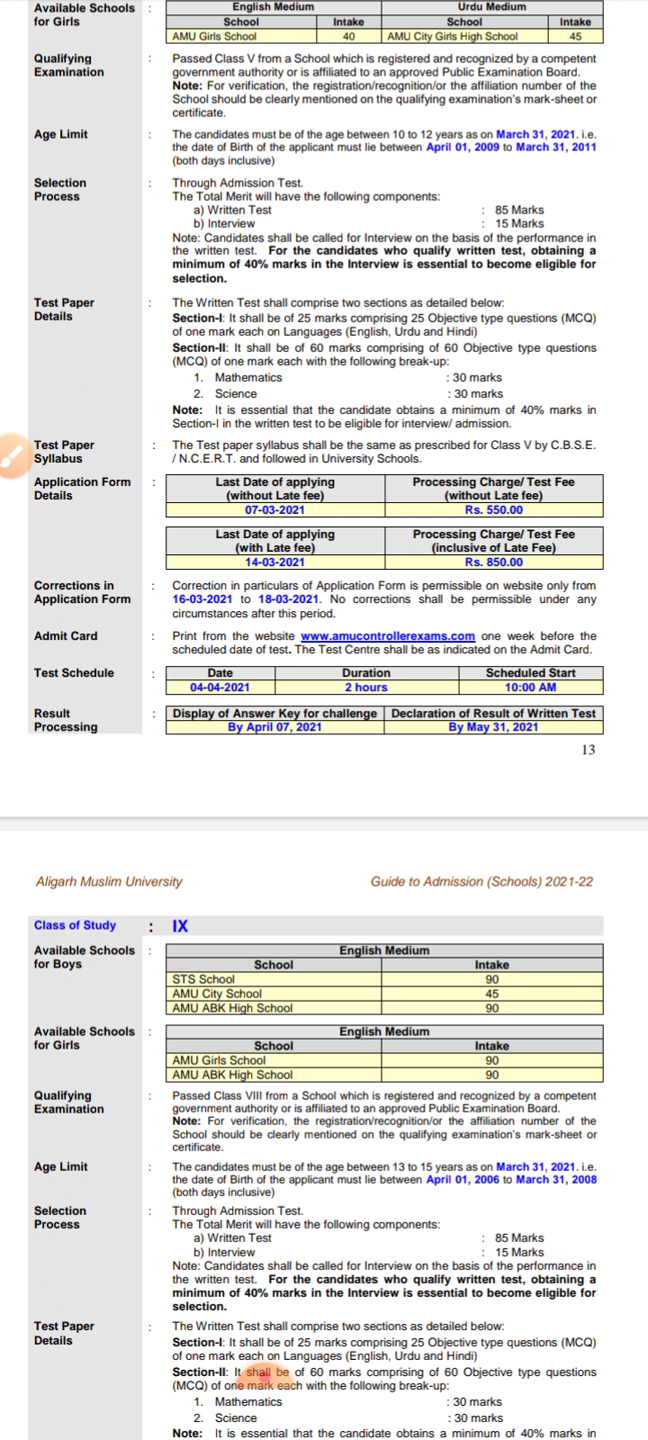 Available Schools : English Medium Urdu Medium
for Girls School Intake School Intake
AMU Girls School 40 AMU City Girls High School 45
Qualifying : Passed Class V from a School which is registered and recognized by a competent
Examination government authority or is affiliated to an approved Public Examination Board.
Note: For verification, the registration/recognition/or the affiliation number of the
School should be clearly mentioned on the qualifying examination's mark-sheet or
certificate.
Age Limit : The candidates must be of the age between 10 to 12 years as on March 31, 2021. i.e.
the date of Birth of the applicant must lie between April 01, 2009 to March 31, 2011
(both days inclusive)
Selection : Through Admission Test.
Process The Total Merit will have the following components:
a) Written Test : 85 Marks
b) Interview : 15 Marks
Note: Candidates shall be called for Interview on the basis of the performance in
the written test. For the candidates who qualify written test, obtaining a
minimum of 40% marks in the Interview is essential to become eligible for
selection.
Test Paper : The Written Test shall comprise two sections as detailed below:
Details Section-I: It shall be of 25 marks comprising 25 Objective type questions (MCQ)
of one mark each on Languages (English, Urdu and Hindi)
Section-II: It shall be of 60 marks comprising of 60 Objective type questions
(MCQ) of one mark each with the following break-up:
1. Mathematics : 30 marks
2. Science : 30 marks
Note: It is essential that the candidate obtains a minimum of 40% marks in
Section-I in the written test to be eligible for interview/ admission.
Test Paper : The Test paper syllabus shall be the same as prescribed for Class V by C.B.S.E.
Syllabus / N.C.E.R.T. and followed in University Schools.
Application Form : Last Date of applying Processing Charge/ Test Fee
Details (without Late fee) (without Late fee)
07-03-2021 Rs. 550.00
Last Date of applying Processing Charge/ Test Fee
(with Late fee) (inclusive of Late Fee)
14-03-2021 Rs. 850.00
Corrections in : Correction in particulars of Application Form is permissible on website only from
Application Form 16-03-2021 to 18-03-2021. No corrections shall be permissible under any
circumstances after this period.
Admit Card : Print from the website www.amucontrollerexams.com one week before the
scheduled date of test. The Test Centre shall be as indicated on the Admit Card.
Test Schedule : Date Duration Scheduled Start
04-04-2021 2 hours 10:00 AM
Result : Display of Answer Key for challenge Declaration of Result of Written Test
Processing By April 07, 2021 By May 31, 2021
13
Aligarh Muslim University Guide to Admission (Schools) 2021-22
Class of Study : IX
Available Schools : English Medium
for Boys School Intake
STS School 90
AMU City School 45
AMU ABK High School 90
Available Schools : English Medium
for Girls School Intake
AMU Girls School 90
AMU ABK High School 90
Qualifying : Passed Class VIII from a School which is registered and recognized by a competent
Examination government authority or is affiliated to an approved Public Examination Board.
Note: For verification, the registration/recognition/or the affiliation number of the
School should be clearly mentioned on the qualifying examination's mark-sheet or
certificate.
Age Limit : The candidates must be of the age between 13 to 15 years as on March 31, 2021. i.e.
the date of Birth of the applicant must lie between April 01, 2006 to March 31, 2008
(both days inclusive)
Selection : Through Admission Test.
Process The Total Merit will have the following components:
a) Written Test : 85 Marks
b) Interview : 15 Marks
Note: Candidates shall be called for Interview on the basis of the performance in
the written test. For the candidates who qualify written test, obtaining a
minimum of 40% marks in the Interview is essential to become eligible for
selection.
Test Paper : The Written Test shall comprise two sections as detailed below:
Details Section-I: It shall be of 25 marks comprising 25 Objective type questions (MCQ)
of one mark each on Languages (English, Urdu and Hindi)
Section-II: It shall be of 60 marks comprising of 60 Objective type questions
(MCQ) of one mark each with the following break-up:
1. Mathematics : 30 marks
2. Science : 30 marks
Note: It is essential that the candidate obtains a minimum of 40% marks in